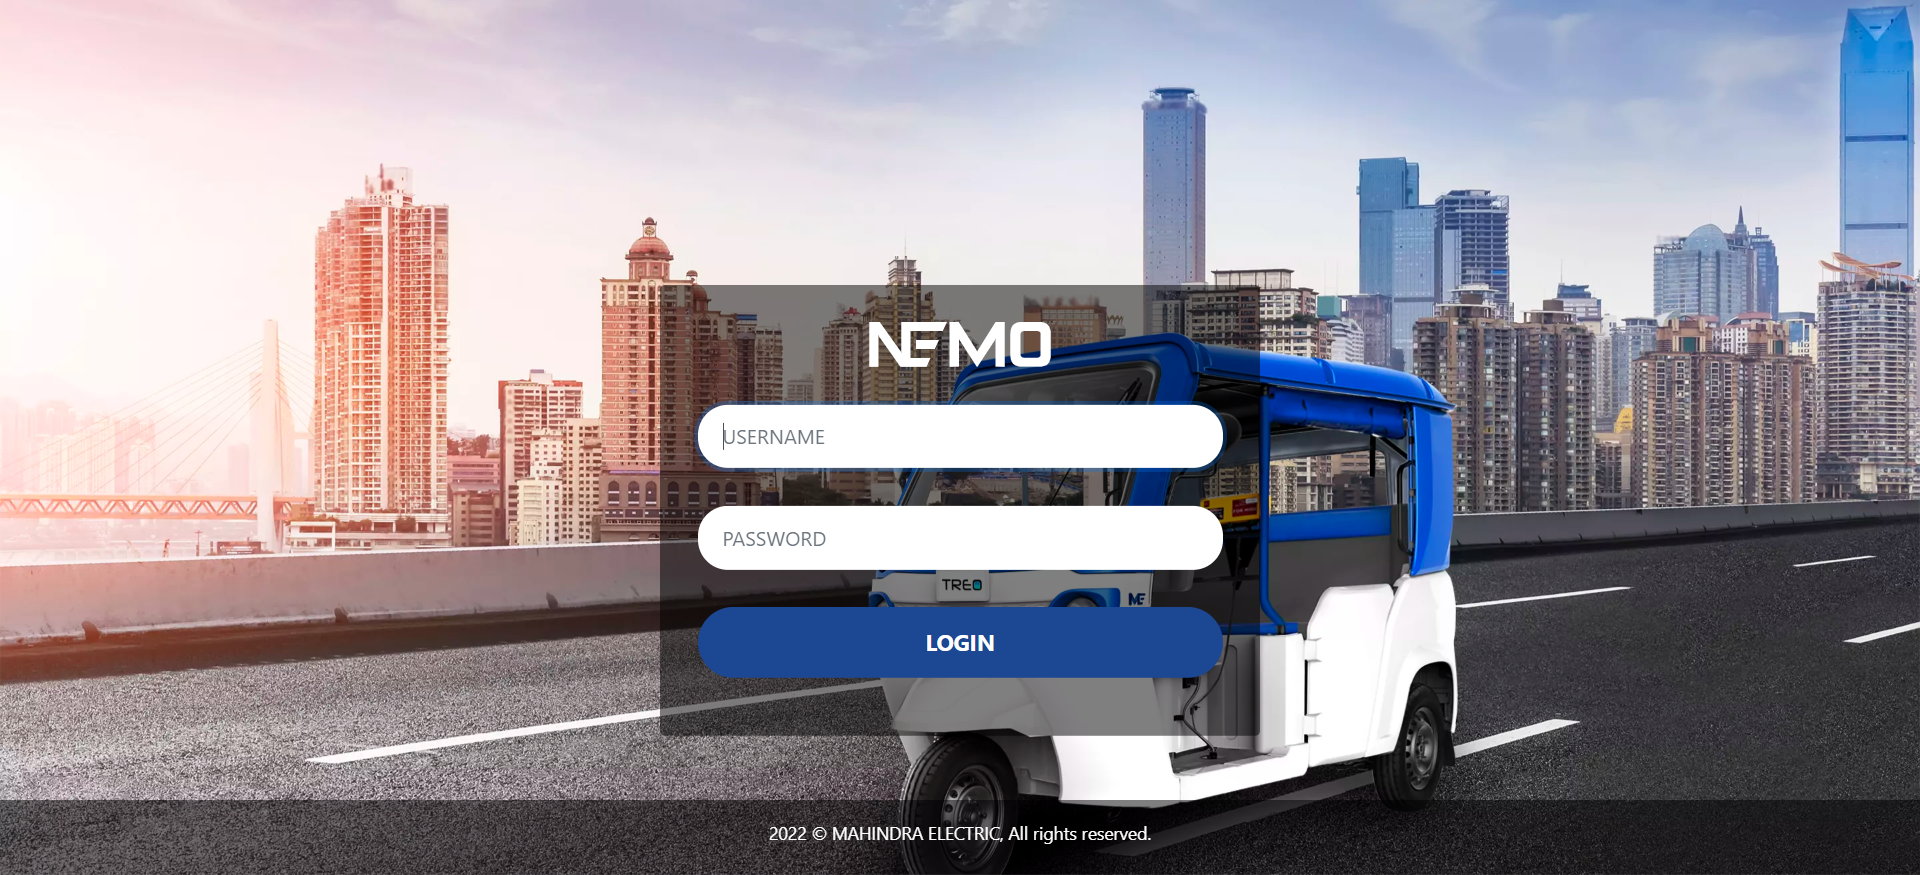 NEMO
USERNAME
PASSWORD
TREO
LOGIN
2022 © MAHINDRA ELECTRIC, All rights reserved.